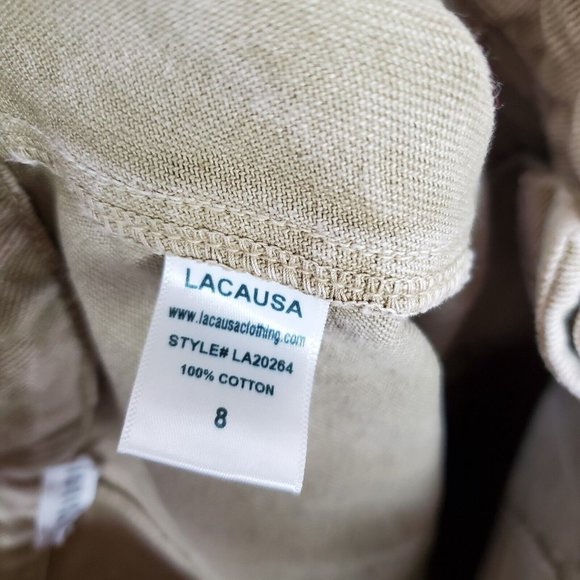 LACAUSA
www.lacausaclothing.com
STYLE# LA20264
100% COTTON
8